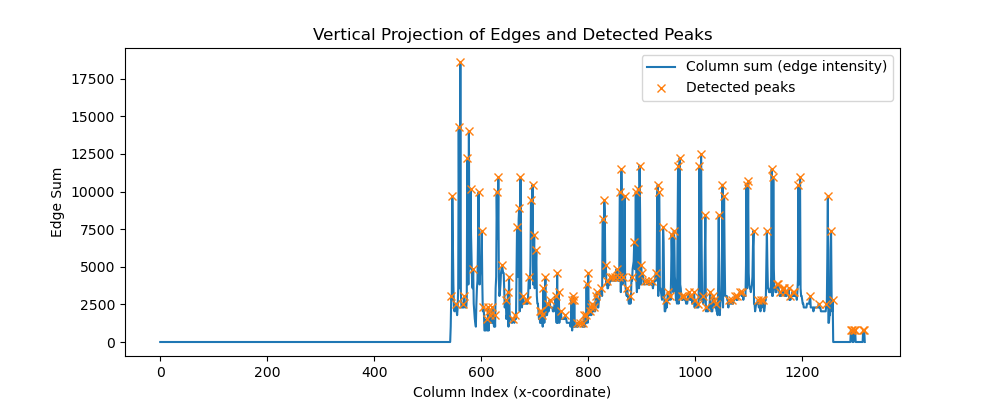 Vertical Projection of Edges and Detected Peaks
Column sum (edge intensity)
Detected peaks
17500
15000
12500
10000
7500
5000
2500
0
Edge Sum
0 200 400 600 800 1000 1200
Column Index (x-coordinate)